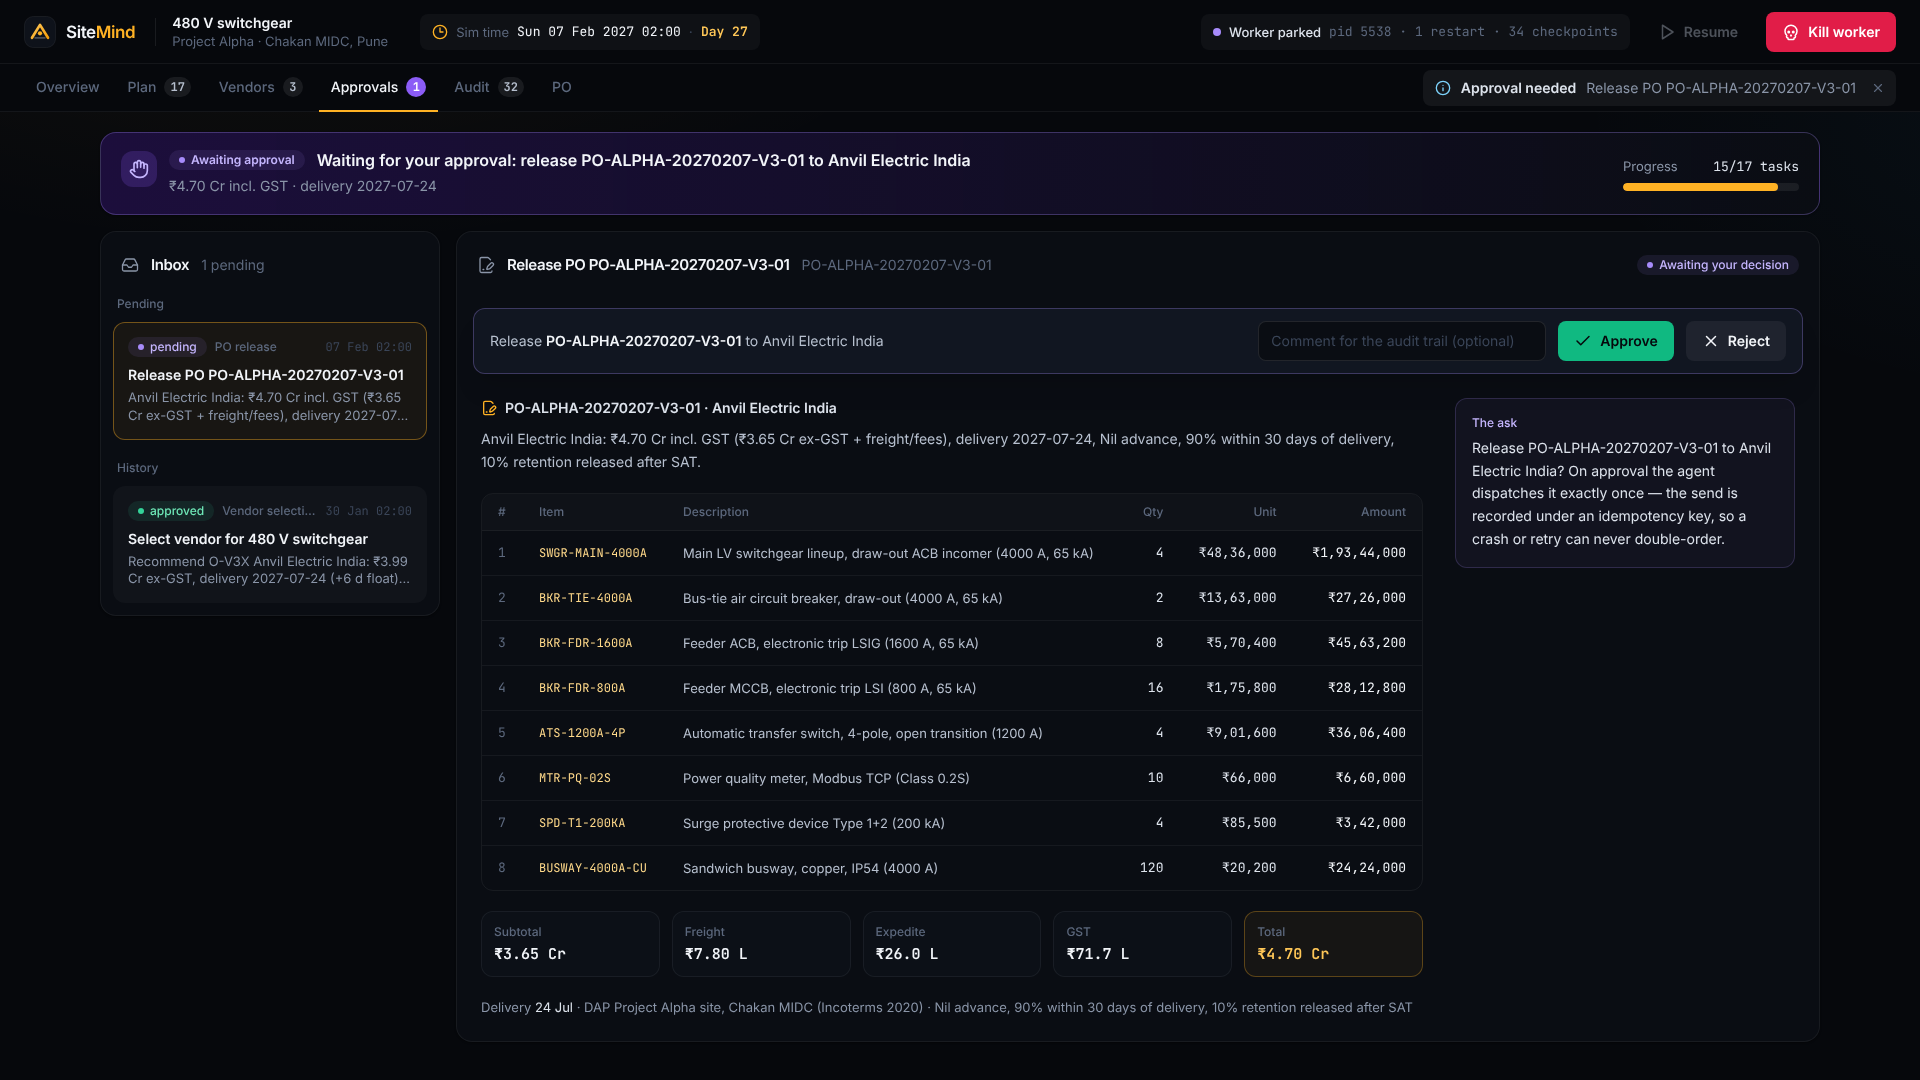 SiteMind
480 V switchgear
Project Alpha · Chakan MIDC, Pune
Sim time Sun 07 Feb 2027 02:00 · Day 27
Worker parked pid 5538 · 1 restart · 34 checkpoints
Resume
Kill worker
Overview
Plan 17
Vendors 3
Approvals 1
Audit 32
PO
Approval needed Release PO PO-ALPHA-20270207-V3-01
Awaiting approval Waiting for your approval: release PO-ALPHA-20270207-V3-01 to Anvil Electric India
₹4.70 Cr incl. GST · delivery 2027-07-24
Progress 15/17 tasks
Inbox 1 pending
Pending
pending PO release 07 Feb 02:00
Release PO PO-ALPHA-20270207-V3-01
Anvil Electric India: ₹4.70 Cr incl. GST (₹3.65
Cr ex-GST + freight/fees), delivery 2027-07...
History
approved Vendor selecti... 30 Jan 02:00
Select vendor for 480 V switchgear
Recommend O-V3X Anvil Electric India: ₹3.99
Cr ex-GST, delivery 2027-07-24 (+6 d float)...
Release PO PO-ALPHA-20270207-V3-01 PO-ALPHA-20270207-V3-01
Awaiting your decision
Release PO-ALPHA-20270207-V3-01 to Anvil Electric India
Comment for the audit trail (optional)
Approve
Reject
PO-ALPHA-20270207-V3-01 · Anvil Electric India
Anvil Electric India: ₹4.70 Cr incl. GST (₹3.65 Cr ex-GST + freight/fees), delivery 2027-07-24, Nil advance, 90% within 30 days of delivery,
10% retention released after SAT.
# Item Description Qty Unit Amount
1 SWGR-MAIN-4000A Main LV switchgear lineup, draw-out ACB incomer (4000 A, 65 kA) 4 ₹48,36,000 ₹1,93,44,000
2 BKR-TIE-4000A Bus-tie air circuit breaker, draw-out (4000 A, 65 kA) 2 ₹13,63,000 ₹27,26,000
3 BKR-FDR-1600A Feeder ACB, electronic trip LSIG (1600 A, 65 kA) 8 ₹5,70,400 ₹45,63,200
4 BKR-FDR-800A Feeder MCCB, electronic trip LSI (800 A, 65 kA) 16 ₹1,75,800 ₹28,12,800
5 ATS-1200A-4P Automatic transfer switch, 4-pole, open transition (1200 A) 4 ₹9,01,600 ₹36,06,400
6 MTR-PQ-02S Power quality meter, Modbus TCP (Class 0.2S) 10 ₹66,000 ₹6,60,000
7 SPD-T1-200KA Surge protective device Type 1+2 (200 kA) 4 ₹85,500 ₹3,42,000
8 BUSWAY-4000A-CU Sandwich busway, copper, IP54 (4000 A) 120 ₹20,200 ₹24,24,000
Subtotal
₹3.65 Cr
Freight
₹7.80 L
Expedite
₹26.0 L
GST
₹71.7 L
Total
₹4.70 Cr
Delivery 24 Jul · DAP Project Alpha site, Chakan MIDC (Incoterms 2020) · Nil advance, 90% within 30 days of delivery, 10% retention released after SAT
The ask
Release PO-ALPHA-20270207-V3-01 to Anvil
Electric India? On approval the agent
dispatches it exactly once — the send is
recorded under an idempotency key, so a
crash or retry can never double-order.